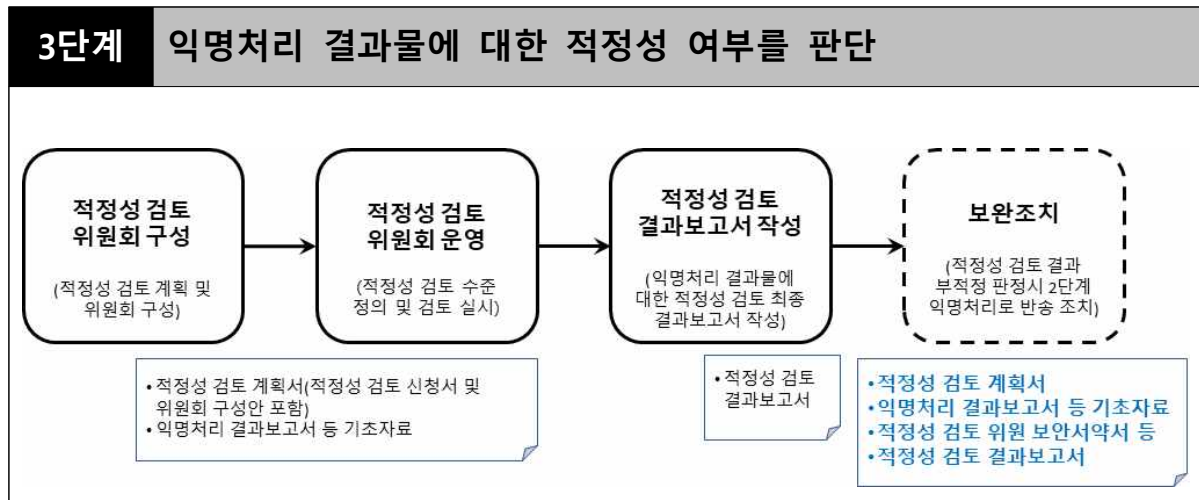 3단계 익명처리 결과물에 대한 적정성 여부를 판단
적정성 검토
위원회 구성
(적정성 검토 계획 및
위원회 구성)
적정성 검토
위원회 운영
(적정성 검토 수준
정의 및 검토 실시)
적정성 검토
결과보고서 작성
(익명처리 결과물에
대한 적정성 검토 최종
결과보고서 작성)
보완조치
(적정성 검토 결과
부적정 판정시 2단계
익명처리로 반송 조치)
• 적정성 검토 계획서(적정성 검토 신청서 및
위원회 구성안 포함)
• 익명처리 결과보고서 등 기초자료
• 적정성 검토
결과보고서
• 적정성 검토 계획서
• 익명처리 결과보고서 등 기초자료
• 적정성 검토 위원 보안서약서 등
• 적정성 검토 결과보고서